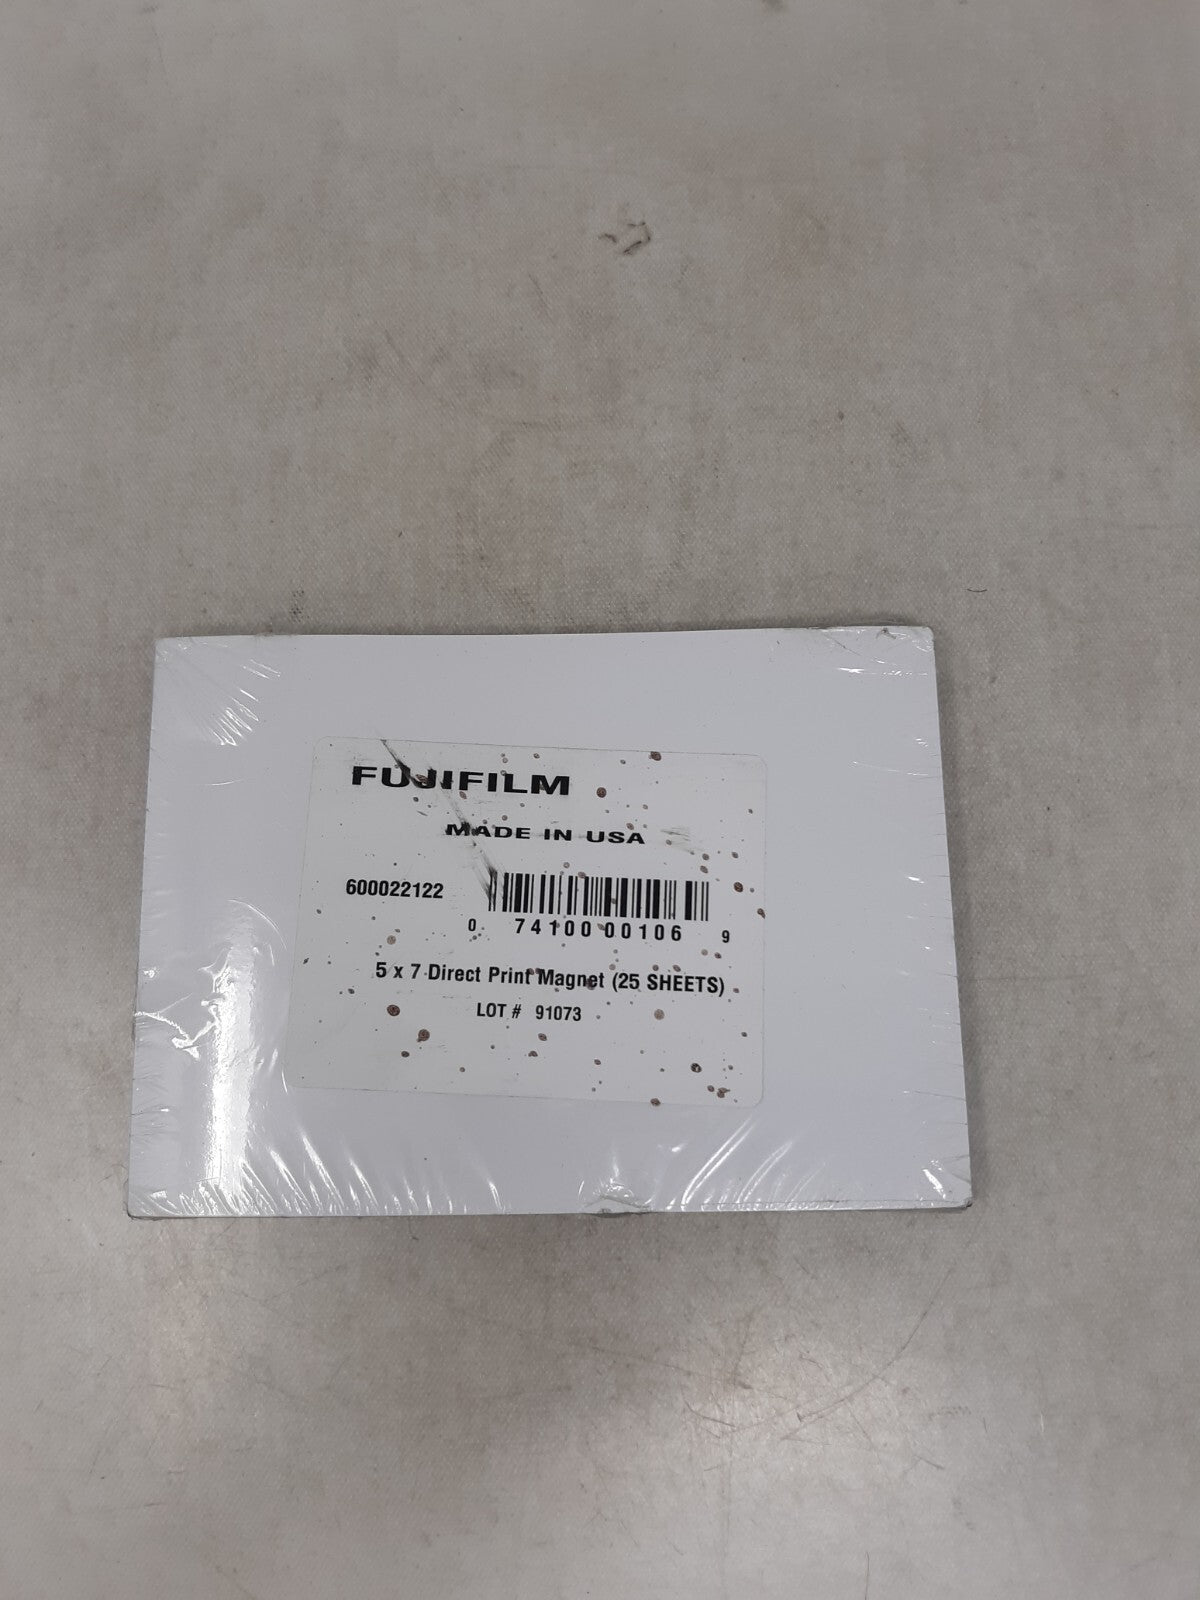 FUJIFILM
MADE IN USA
600022122
0 74100 00106 9
5 x 7 Direct Print Magnet (25 SHEETS)
LOT # 91073